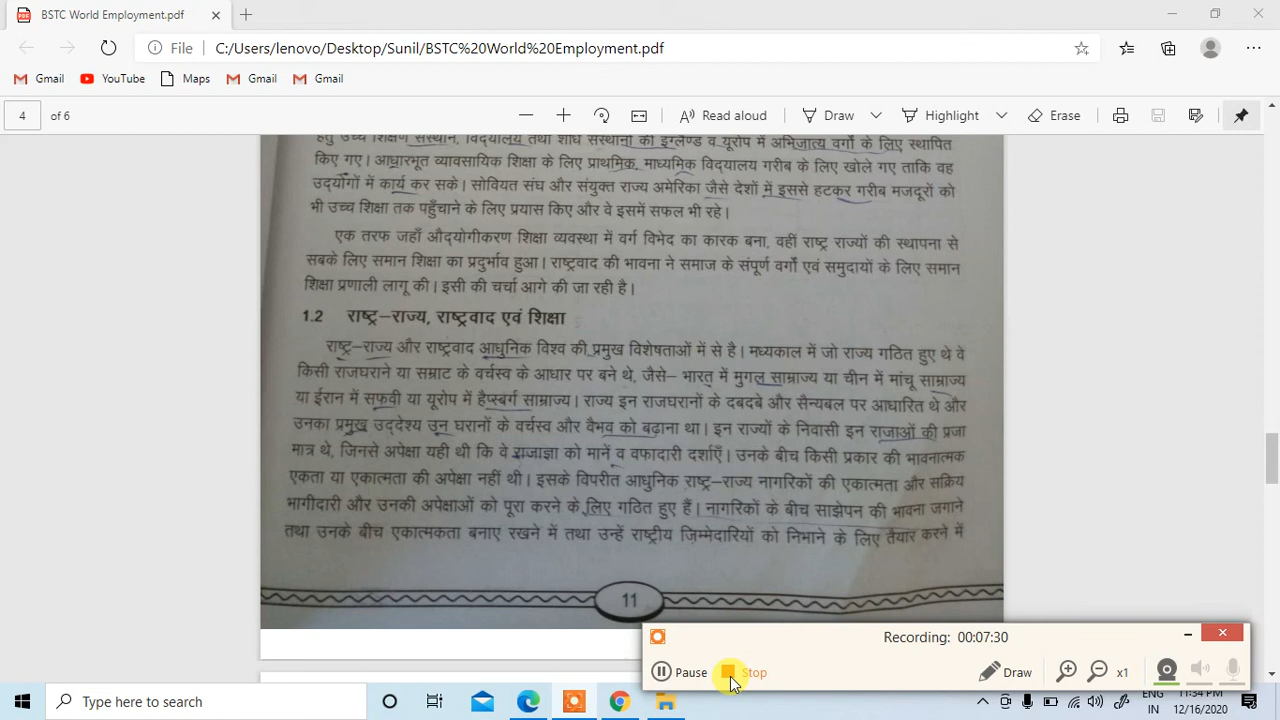 BSTC World Employment.pdf
File C:/Users/lenovo/Desktop/Sunil/BSTC%20World%20Employment.pdf
Gmail YouTube Maps Gmail Gmail
4 of 6 Read aloud Draw Highlight Erase
हेतु उच्च शिक्षण संस्थान, विद्यालय तथा शोध संस्थानों की इंग्लैण्ड व यूरोप में अभिजात्य वर्गों के लिए स्थापित
किए गए। आधारभूत व्यावसायिक शिक्षा के लिए प्राथमिक, माध्यमिक विद्यालय गरीब के लिए खोले गए ताकि वह
उद्योगों में कार्य कर सके। सोवियत संघ और संयुक्त राज्य अमेरिका जैसे देशों में इससे हटकर गरीब मजदूरों को
भी उच्च शिक्षा तक पहुँचाने के लिए प्रयास किए और वे इसमें सफल भी रहे।
एक तरफ जहाँ औद्योगीकरण शिक्षा व्यवस्था में वर्ग विभेद का कारक बना, वहीं राष्ट्र राज्यों की स्थापना से
सबके लिए समान शिक्षा का प्रदुर्भाव हुआ। राष्ट्रवाद की भावना ने समाज के संपूर्ण वर्गों एवं समुदायों के लिए समान
शिक्षा प्रणाली लागू की। इसी की चर्चा आगे की जा रही है।
1.2 राष्ट्र–राज्य, राष्ट्रवाद एवं शिक्षा
राष्ट्र–राज्य और राष्ट्रवाद आधुनिक विश्व की प्रमुख विशेषताओं में से है। मध्यकाल में जो राज्य गठित हुए थे वे
किसी राजघराने या सम्राट के वर्चस्व के आधार पर बने थे, जैसे– भारत में मुगल साम्राज्य या चीन में मांचू साम्राज्य
या ईरान में सफवी या यूरोप में हैप्स्बर्ग साम्राज्य। राज्य इन राजघरानों के दबदबे और सैन्यबल पर आधारित थे और
उनका प्रमुख उद्देश्य उन घरानों के वर्चस्व और वैभव को बढ़ाना था। इन राज्यों के निवासी इन राजाओं की प्रजा
मात्र थे, जिनसे अपेक्षा यही थी कि वे राजाज्ञा को मानें व वफादारी दर्शाएँ। उनके बीच किसी प्रकार की भावनात्मक
एकता या एकात्मता की अपेक्षा नहीं थी। इसके विपरीत आधुनिक राष्ट्र–राज्य नागरिकों की एकात्मता और सक्रिय
भागीदारी और उनकी अपेक्षाओं को पूरा करने के लिए गठित हुए हैं। नागरिकों के बीच साझेपन की भावना जगाने
तथा उनके बीच एकात्मकता बनाए रखने में तथा उन्हें राष्ट्रीय ज़िम्मेदारियों को निभाने के लिए तैयार करने में
11
Recording: 00:07:30
Pause Stop Draw x1
Type here to search
ENG 11:34 PM
IN 12/16/2020